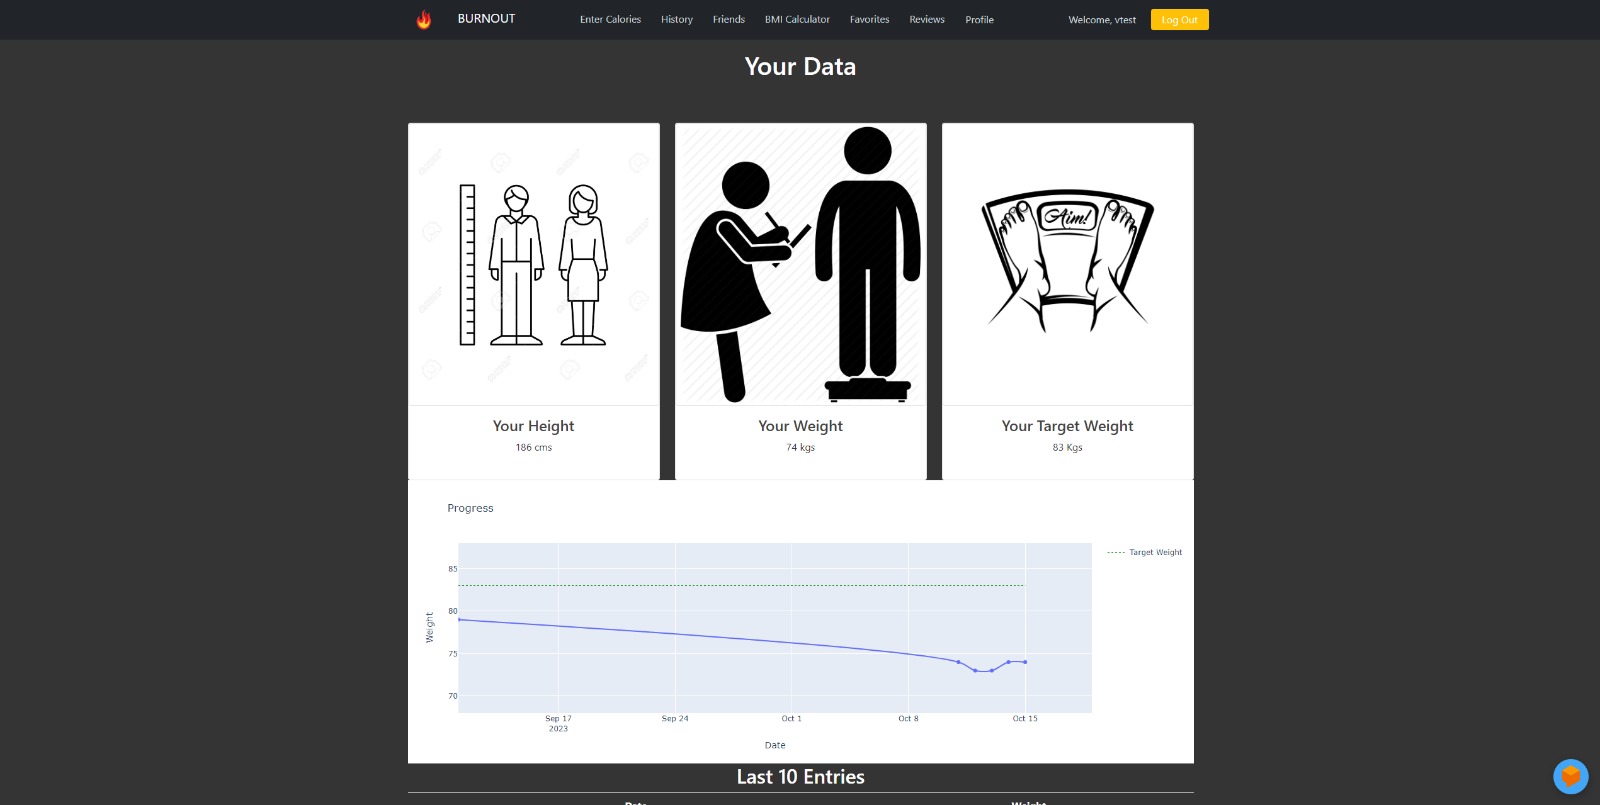 BURNOUT Enter Calories History Friends BMI Calculator Favorites Reviews Profile Welcome, vtest Log Out
Your Data
Aim!
Your Height
186 cms
Your Weight
74 kgs
Your Target Weight
83 Kgs
Progress
Target Weight
85
80
75
70
Weight
Sep 17
2023
Sep 24
Oct 1
Oct 8
Oct 15
Date
Last 10 Entries
Date Weight